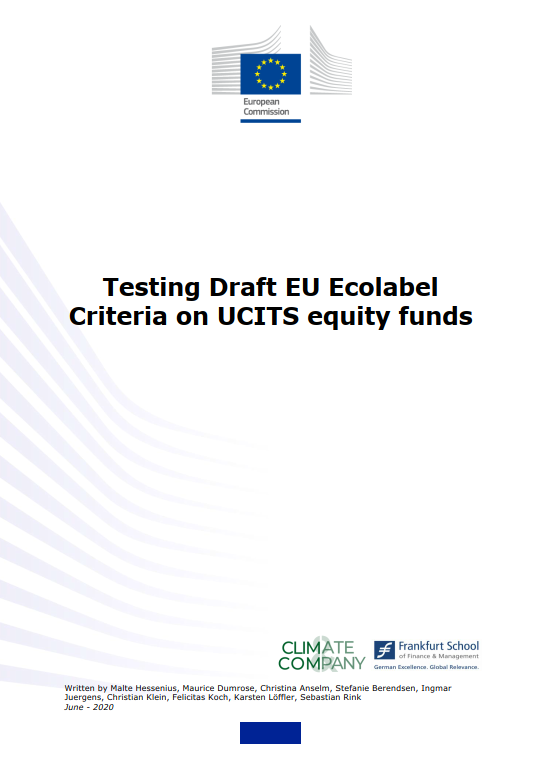 European
Commission
Testing Draft EU Ecolabel
Criteria on UCITS equity funds
CLIMATE
COMPANY
Frankfurt School
of Finance & Management
German Excellence. Global Relevance.
Written by Malte Hessenius, Maurice Dumrose, Christina Anselm, Stefanie Berendsen, Ingmar
Juergens, Christian Klein, Felicitas Koch, Karsten Löffler, Sebastian Rink
June - 2020